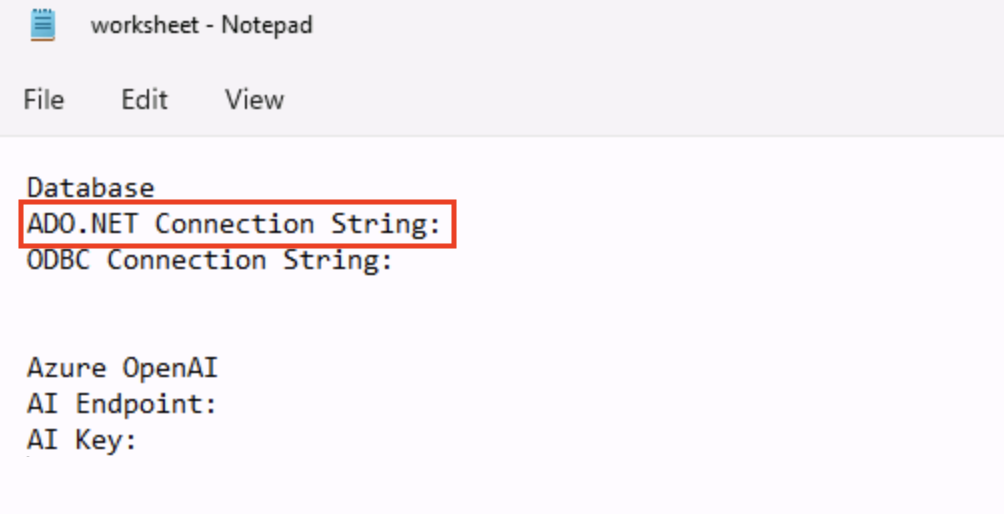 worksheet - Notepad
File Edit View
Database
ADO.NET Connection String:
ODBC Connection String:
Azure OpenAI
AI Endpoint:
AI Key: